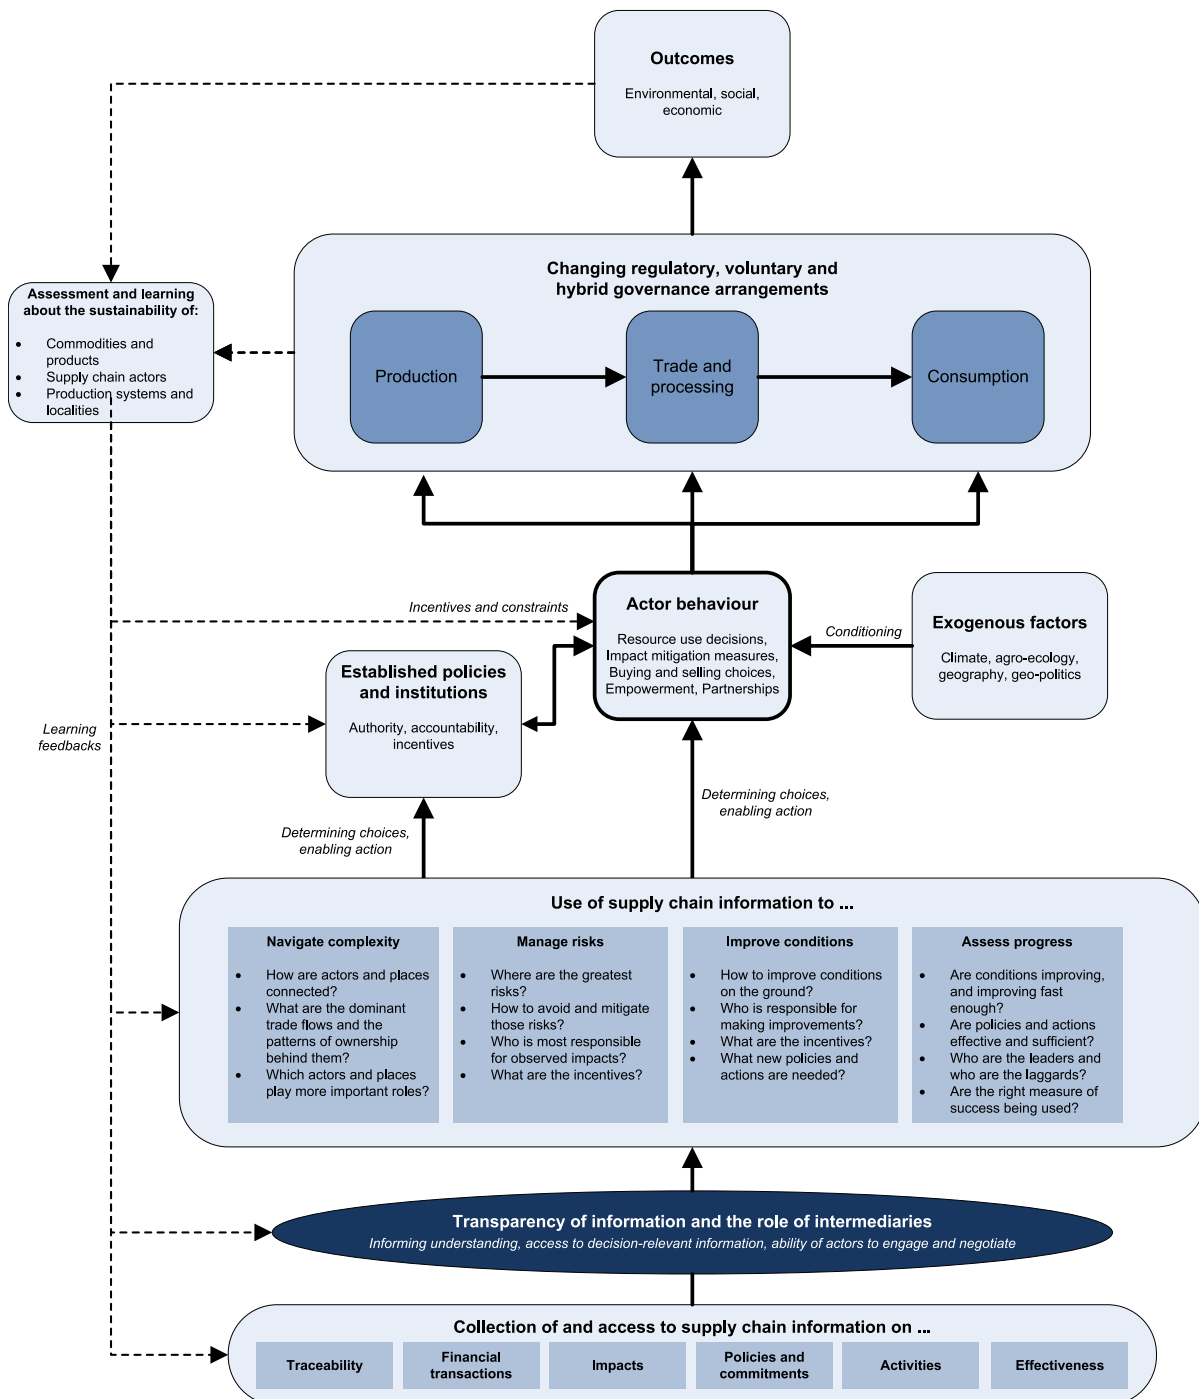 Outcomes
Environmental, social,
economic
Changing regulatory, voluntary and
hybrid governance arrangements
Production
Trade and
processing
Consumption
Assessment and learning
about the sustainability of:
• Commodities and
products
• Supply chain actors
• Production systems and
localities
Incentives and constraints
Actor behaviour
Resource use decisions,
Impact mitigation measures,
Buying and selling choices,
Empowerment, Partnerships
Conditioning
Exogenous factors
Climate, agro-ecology,
geography, geo-politics
Established policies
and institutions
Authority, accountability,
incentives
Learning
feedbacks
Determining choices,
enabling action
Determining choices,
enabling action
Use of supply chain information to ...
Navigate complexity
• How are actors and places
connected?
• What are the dominant
trade flows and the
patterns of ownership
behind them?
• Which actors and places
play more important roles?
Manage risks
• Where are the greatest
risks?
• How to avoid and mitigate
those risks?
• Who is most responsible
for observed impacts?
• What are the incentives?
Improve conditions
• How to improve conditions
on the ground?
• Who is responsible for
making improvements?
• What are the incentives?
• What new policies and
actions are needed?
Assess progress
• Are conditions improving,
and improving fast
enough?
• Are policies and actions
effective and sufficient?
• Who are the leaders and
who are the laggards?
• Are the right measure of
success being used?
Transparency of information and the role of intermediaries
Informing understanding, access to decision-relevant information, ability of actors to engage and negotiate
Collection of and access to supply chain information on ...
Traceability
Financial
transactions
Impacts
Policies and
commitments
Activities
Effectiveness